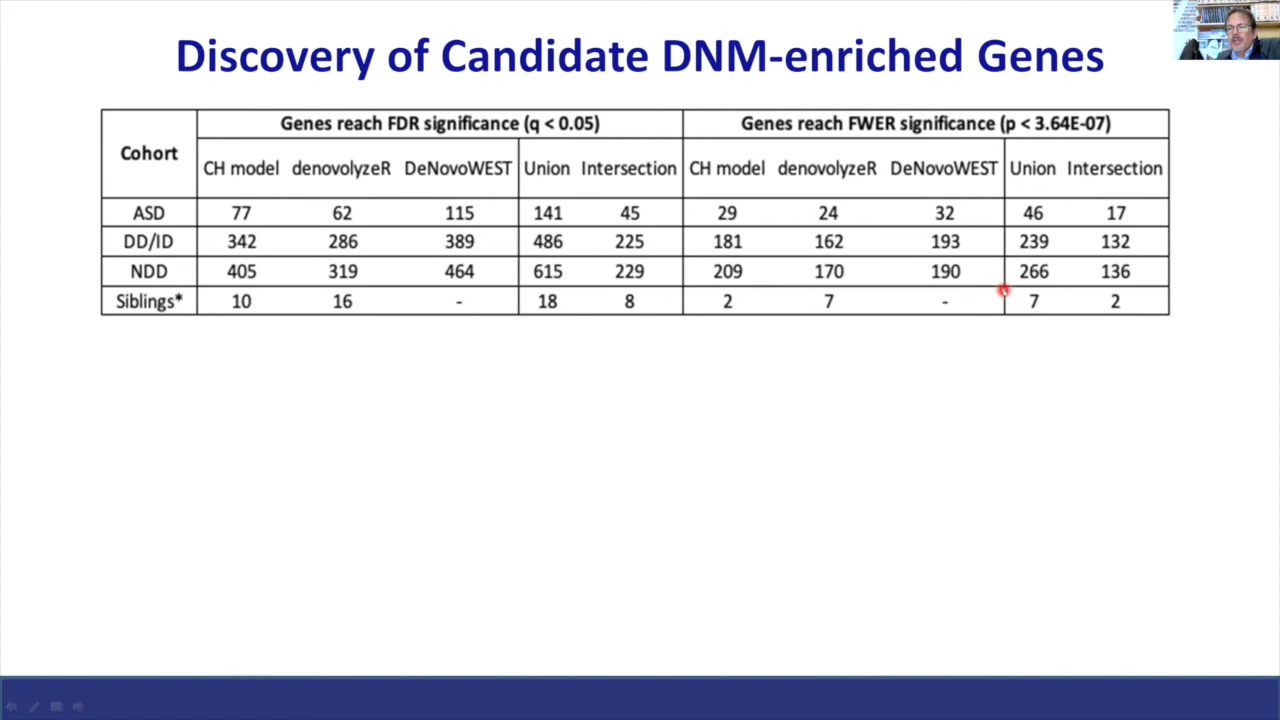 Discovery of Candidate DNM-enriched Genes
Cohort Genes reach FDR significance (q < 0.05) Genes reach FWER significance (p < 3.64E-07)
CH model denovolyzeR DeNovoWEST Union Intersection CH model denovolyzeR DeNovoWEST Union Intersection
ASD 77 62 115 141 45 29 24 32 46 17
DD/ID 342 286 389 486 225 181 162 193 239 132
NDD 405 319 464 615 229 209 170 190 266 136
Siblings* 10 16 - 18 8 2 7 - 7 2